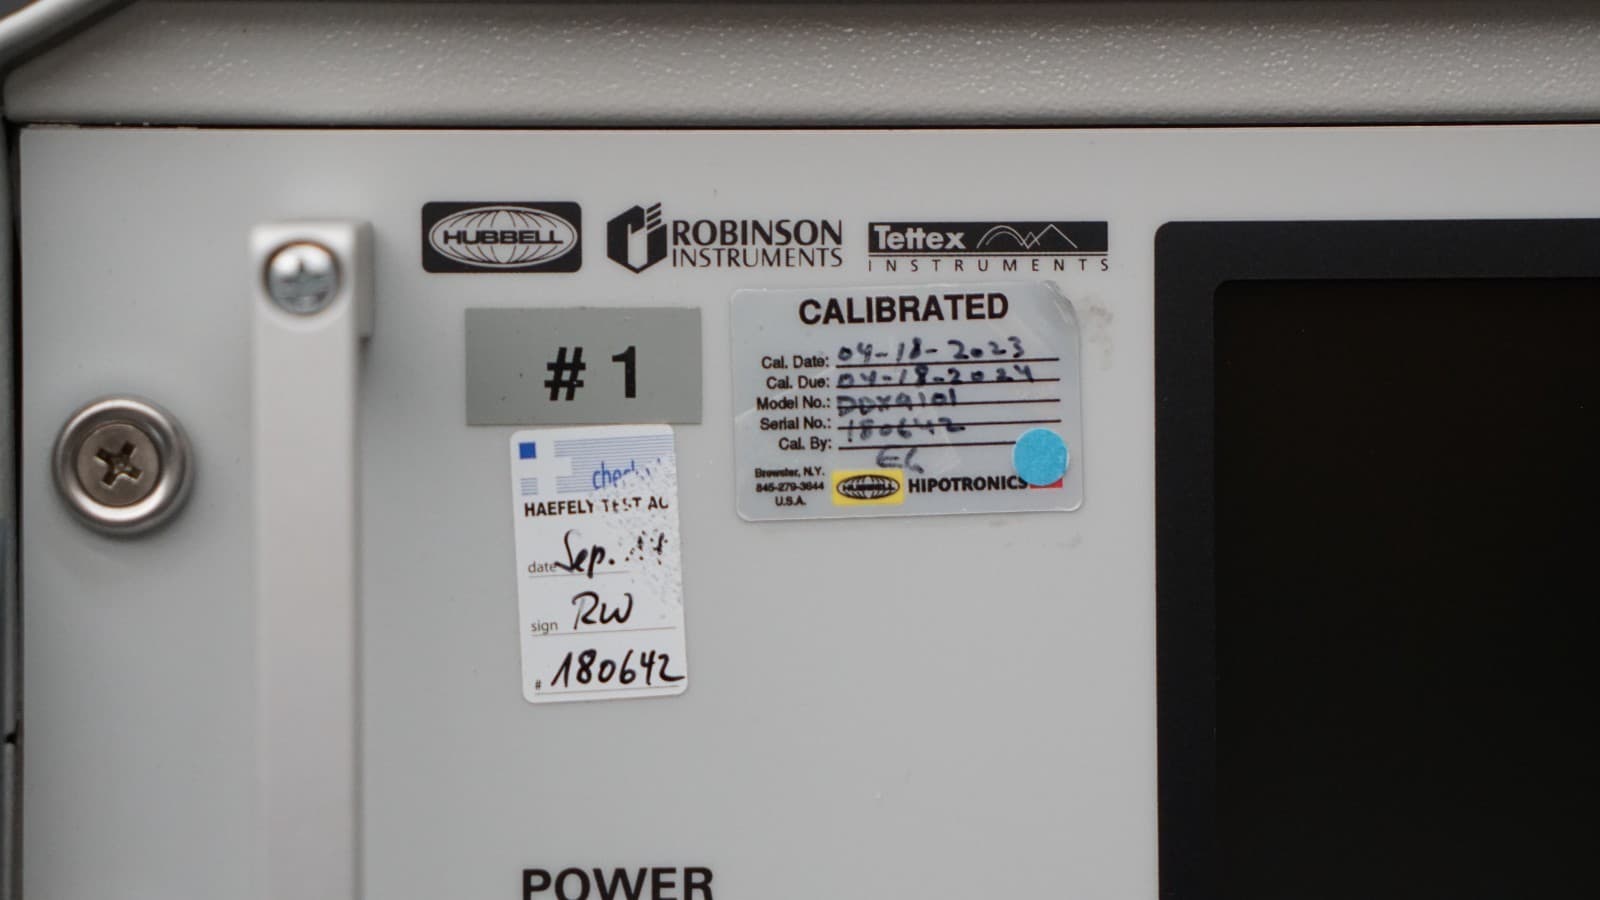 HUBBELL
ROBINSON
INSTRUMENTS
Tettex
INSTRUMENTS
# 1
CALIBRATED
Cal. Date: 04-18-2023
Cal. Due: 04-18-2024
Model No.: DDX9101
Serial No.: 180642
Cal. By:
Brewster, N.Y.
845-279-3644
U.S.A.
HUBBELL
HIPOTRONICS
HAEFELY TEST AG
date Sep.
sign RW
# 180642
POWER